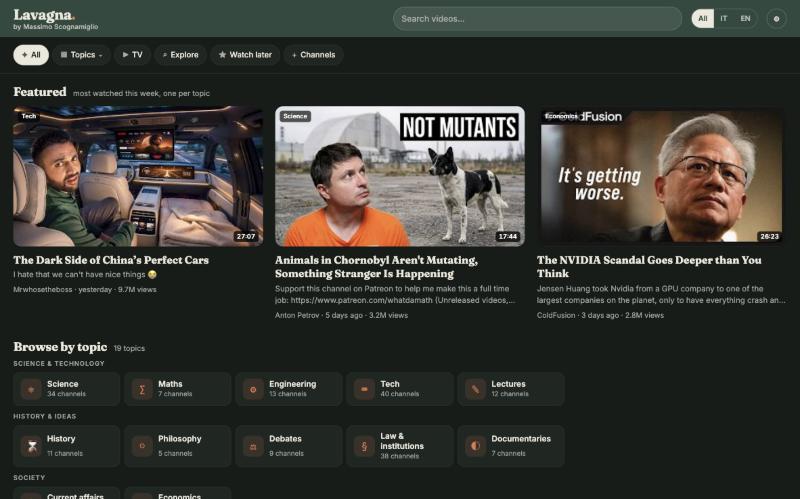 Lavagna.
by Massimo Scognamiglio
Search videos...
All IT EN
All Topics TV Explore Watch later Channels
Featured most watched this week, one per topic
Tech
27:07
Science
NOT MUTANTS
17:44
Economics
ldFusion
It's getting
worse.
26:23
The Dark Side of China's Perfect Cars
I hate that we can't have nice things 😭
Mrwhosetheboss · yesterday · 9.7M views
Animals in Chornobyl Aren't Mutating,
Something Stranger Is Happening
Support this channel on Patreon to help me make this a full time
job: https://www.patreon.com/whatdamath (Unreleased videos,...
Anton Petrov · 5 days ago · 3.2M views
The NVIDIA Scandal Goes Deeper than You
Think
Jensen Huang took Nvidia from a GPU company to one of the
largest companies on the planet, only to have everything crash an...
ColdFusion · 3 days ago · 2.8M views
Browse by topic 19 topics
SCIENCE & TECHNOLOGY
Science
34 channels
Maths
7 channels
Engineering
13 channels
Tech
40 channels
Lectures
12 channels
HISTORY & IDEAS
History
11 channels
Philosophy
5 channels
Debates
9 channels
Law &
institutions
38 channels
Documentaries
7 channels
SOCIETY
Current affairs
Economics